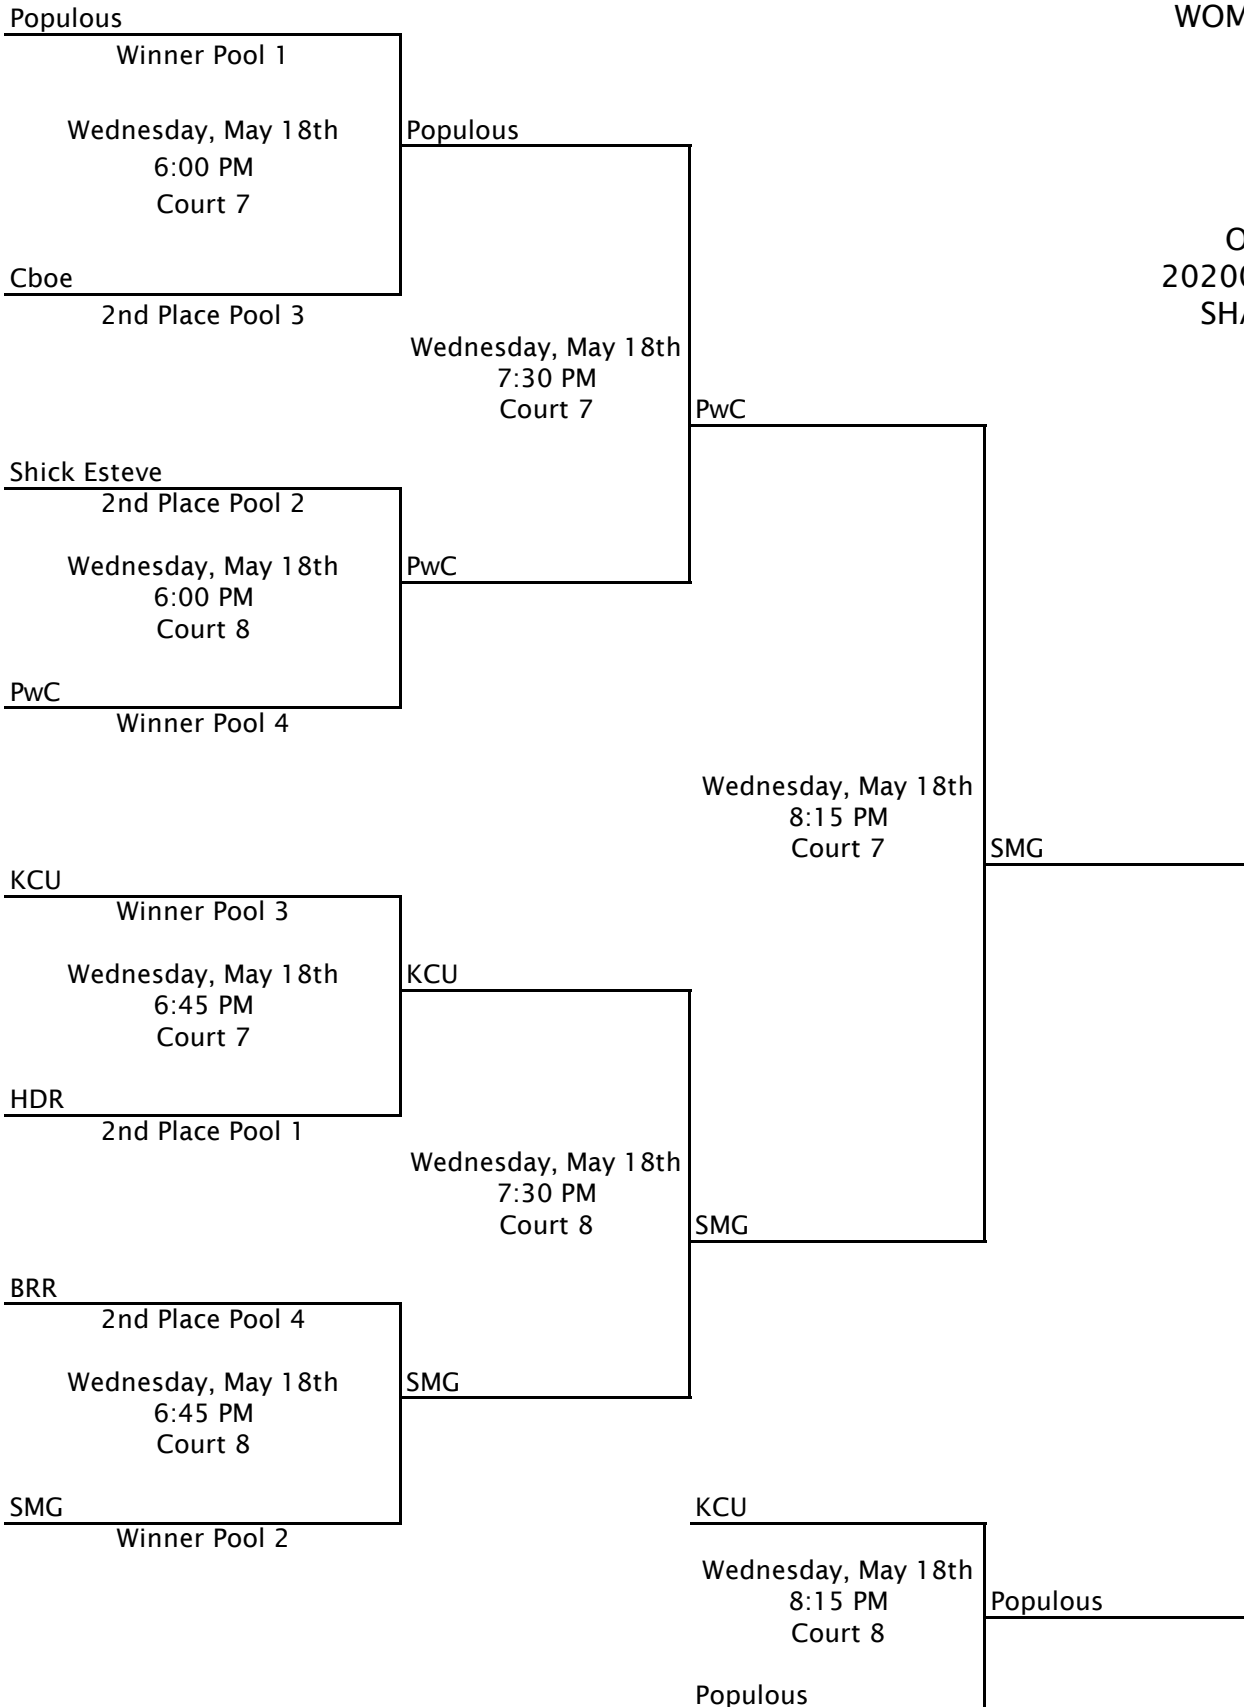 Populous
Winner Pool 1
Wednesday, May 18th
6:00 PM
Court 7
Cboe
2nd Place Pool 3
Populous
Wednesday, May 18th
7:30 PM
Court 7
Shick Esteve
2nd Place Pool 2
Wednesday, May 18th
6:00 PM
Court 8
PwC
Winner Pool 4
PwC
PwC
Wednesday, May 18th
8:15 PM
Court 7
SMG
KCU
Winner Pool 3
Wednesday, May 18th
6:45 PM
Court 7
HDR
2nd Place Pool 1
KCU
Wednesday, May 18th
7:30 PM
Court 8
SMG
BRR
2nd Place Pool 4
Wednesday, May 18th
6:45 PM
Court 8
SMG
Winner Pool 2
SMG
KCU
Wednesday, May 18th
8:15 PM
Court 8
Populous
Populous